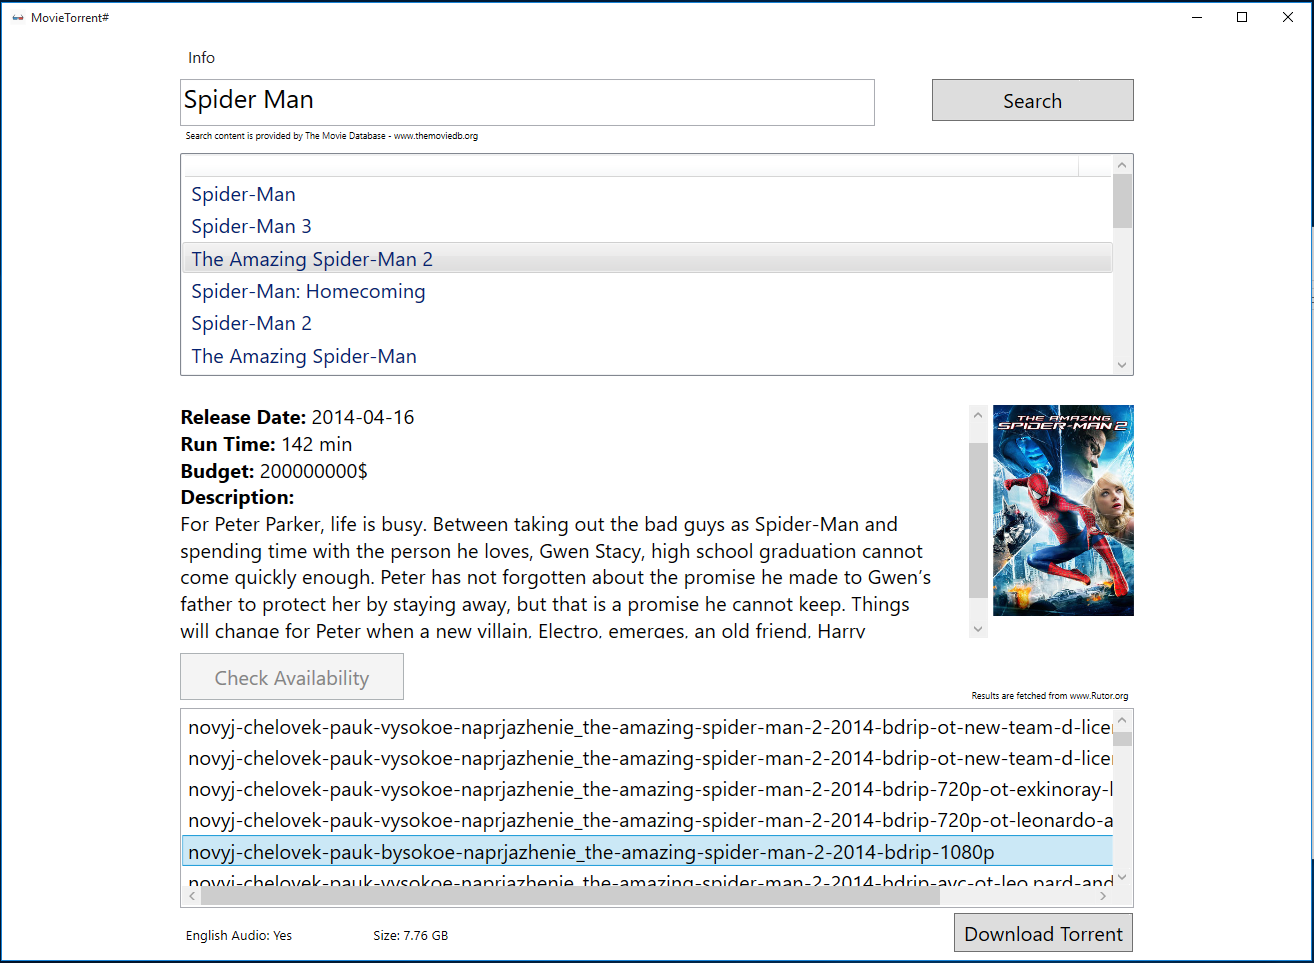 MovieTorrent#
Info
Spider Man
Search
Search content is provided by The Movie Database - www.themoviedb.org
Spider-Man
Spider-Man 3
The Amazing Spider-Man 2
Spider-Man: Homecoming
Spider-Man 2
The Amazing Spider-Man
Release Date: 2014-04-16
Run Time: 142 min
Budget: 200000000$
Description:
For Peter Parker, life is busy. Between taking out the bad guys as Spider-Man and
spending time with the person he loves, Gwen Stacy, high school graduation cannot
come quickly enough. Peter has not forgotten about the promise he made to Gwen’s
father to protect her by staying away, but that is a promise he cannot keep. Things
will change for Peter when a new villain, Electro, emerges, an old friend, Harry
THE AMAZING
SPIDER-MAN 2
Check Availability
Results are fetched from www.Rutor.org
novyj-chelovek-pauk-vysokoe-naprjazhenie_the-amazing-spider-man-2-2014-bdrip-ot-new-team-d-licen
novyj-chelovek-pauk-vysokoe-naprjazhenie_the-amazing-spider-man-2-2014-bdrip-ot-new-team-d-licen
novyj-chelovek-pauk-vysokoe-naprjazhenie_the-amazing-spider-man-2-2014-bdrip-720p-ot-exkinoray-
novyj-chelovek-pauk-vysokoe-naprjazhenie_the-amazing-spider-man-2-2014-bdrip-720p-ot-leonardo-a
novyj-chelovek-pauk-bysokoe-naprjazhenie_the-amazing-spider-man-2-2014-bdrip-1080p
novyj-chelovek-pauk-vysokoe-naprjazhenie_the-amazing-spider-man-2-2014-bdrip-avc-ot-leo.pard-and
English Audio: Yes
Size: 7.76 GB
Download Torrent